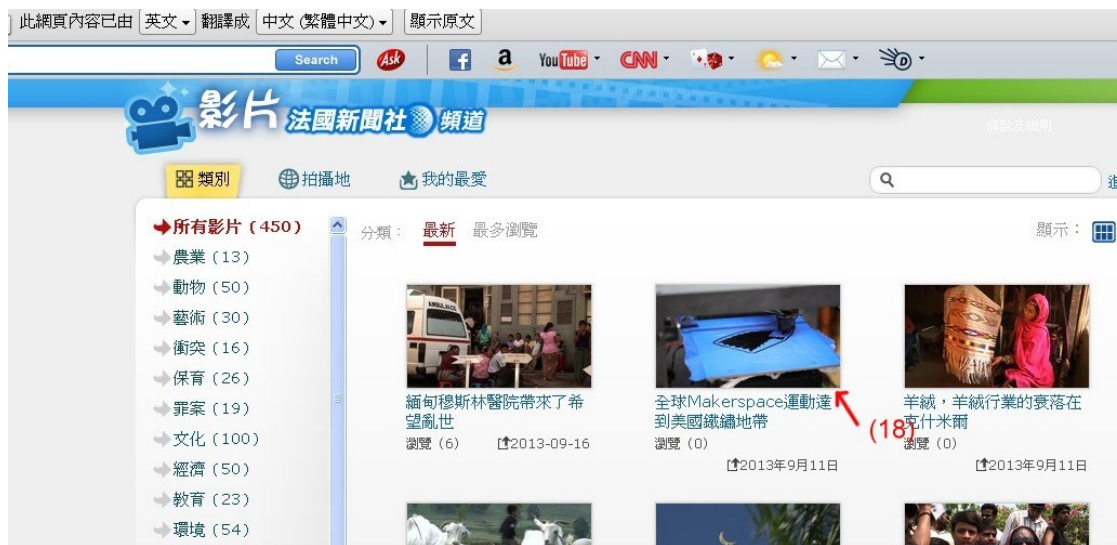 此網頁內容已由 英文 翻譯成 中文 (繁體中文) 顯示原文
Search Ask f a YouTube CNN D
影片 法國新聞社 頻道
條款及細則
類別 拍攝地 我的最愛 進
所有影片 (450)
分類： 最新 最多瀏覽 顯示：
農業 (13)
動物 (50)
藝術 (30)
衝突 (16)
保育 (26)
罪案 (19)
文化 (100)
經濟 (50)
教育 (23)
環境 (54)
AMBULANCE
緬甸穆斯林醫院帶來了希
望亂世
瀏覽 (6) 2013-09-16
全球Makerspace運動達
到美國鐵鏽地帶
瀏覽 (0)
2013年9月11日
(18)
羊絨，羊絨行業的衰落在
克什米爾
瀏覽 (0)
2013年9月11日